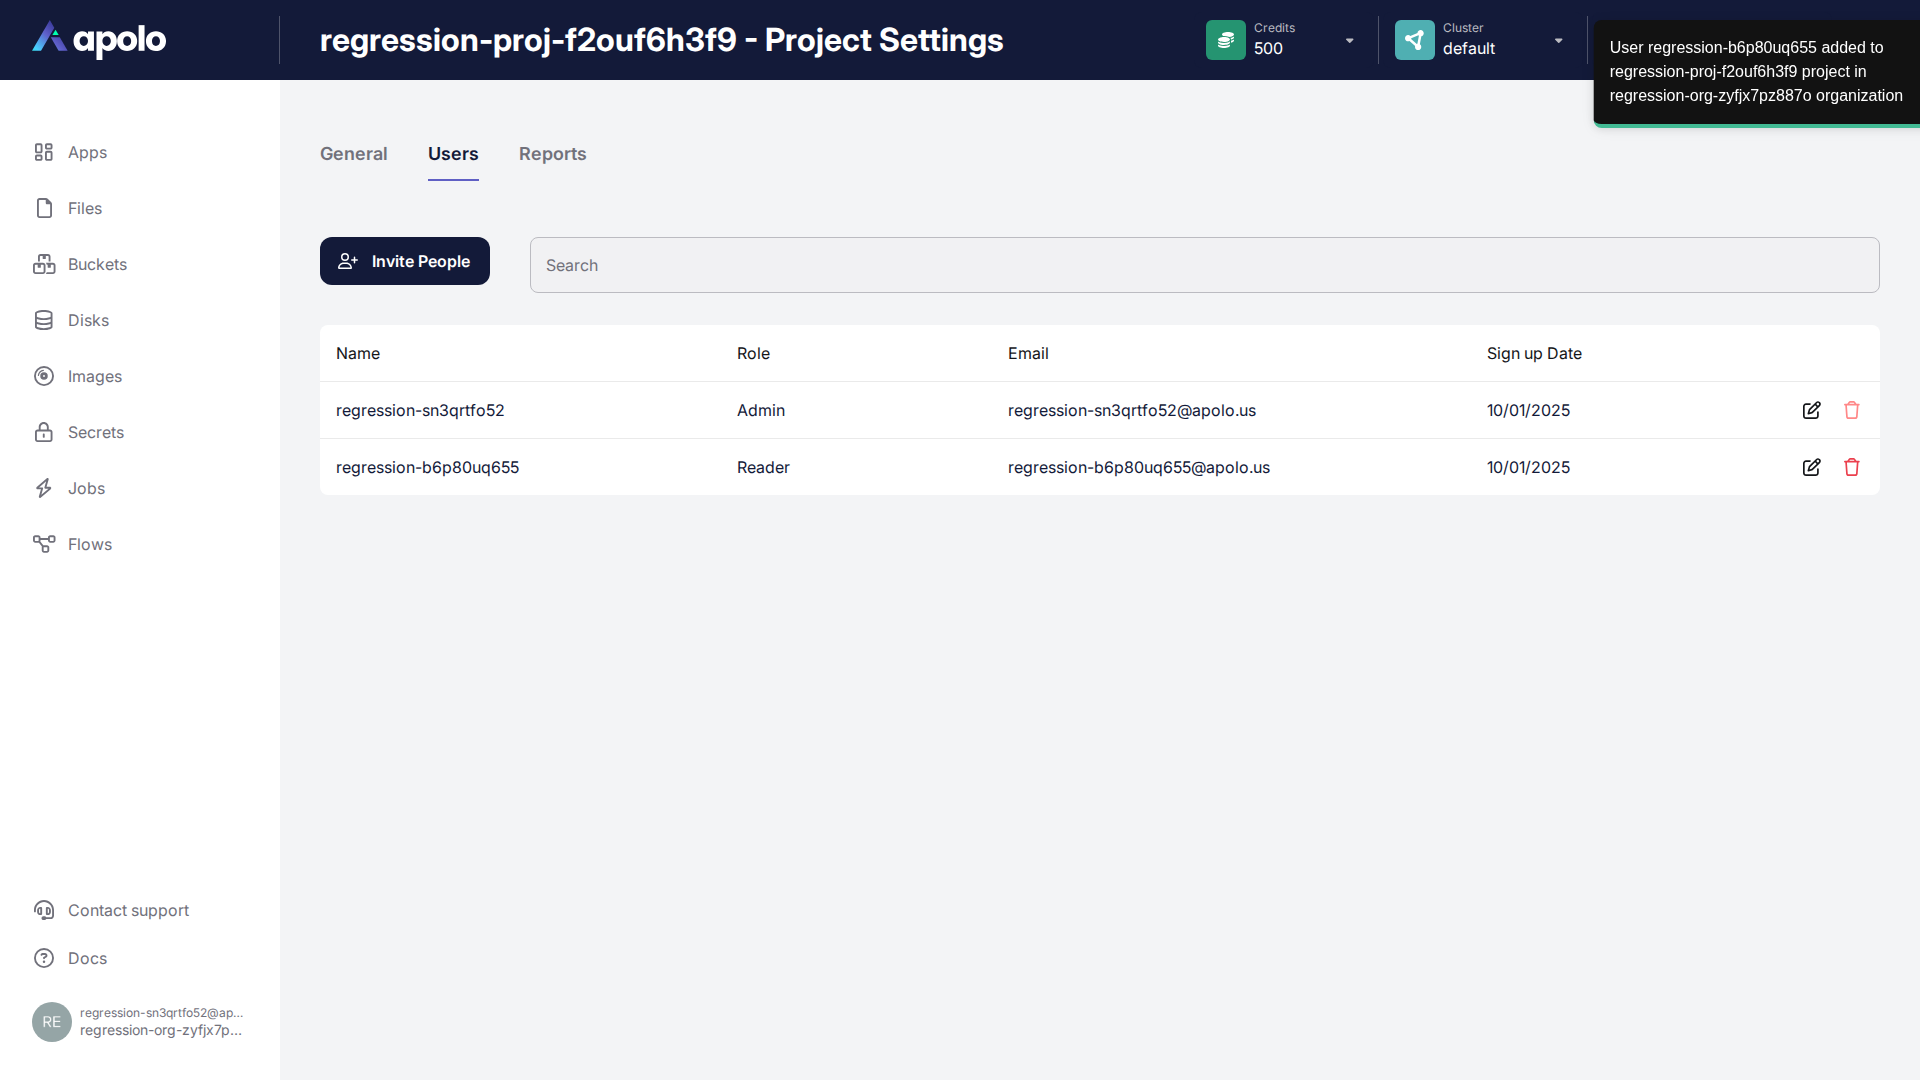 apolo
regression-proj-f2ouf6h3f9 - Project Settings
Credits
500
Cluster
default
User regression-b6p80uq655 added to
regression-proj-f2ouf6h3f9 project in
regression-org-zyfjx7pz887o organization
Apps
Files
Buckets
Disks
Images
Secrets
Jobs
Flows
Contact support
Docs
RE
regression-sn3qrtfo52@ap...
regression-org-zyfjx7p...
General
Users
Reports
Invite People
Search
Name Role Email Sign up Date
regression-sn3qrtfo52 Admin regression-sn3qrtfo52@apolo.us 10/01/2025
regression-b6p80uq655 Reader regression-b6p80uq655@apolo.us 10/01/2025